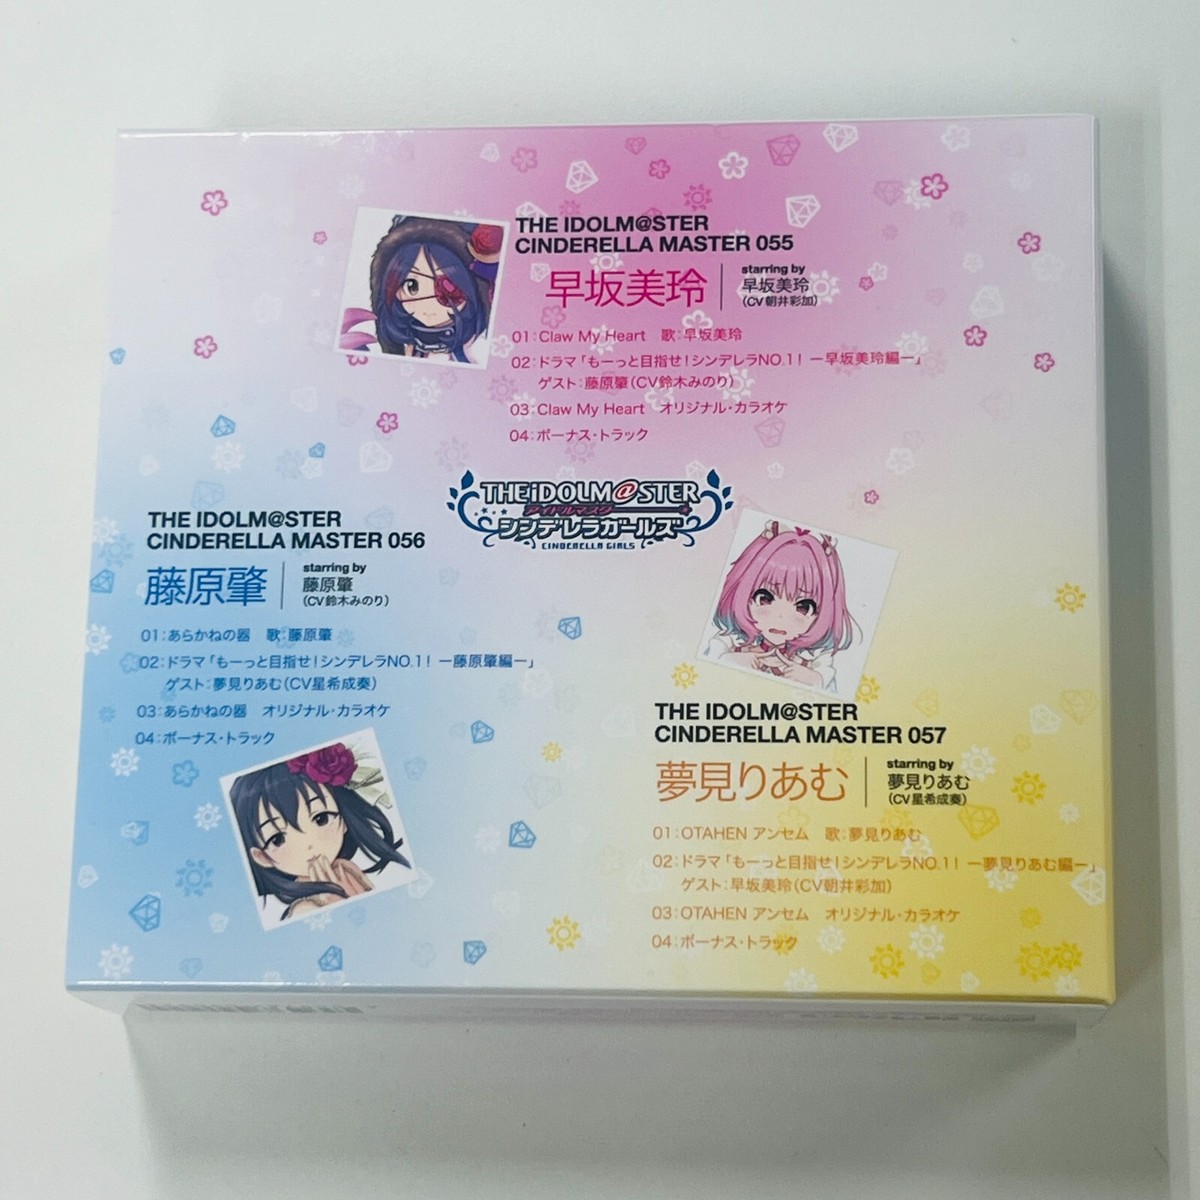 THE IDOLM@STER
CINDERELLA MASTER 055
早坂美玲
starring by
早坂美玲
(CV朝井彩加)
01:Claw My Heart 歌:早坂美玲
02:ドラマ「もーっと目指せ!シンデレラNO.1! ー早坂美玲編ー」
ゲスト:藤原肇(CV鈴木みのり)
03:Claw My Heart オリジナル・カラオケ
04:ボーナス・トラック
THE iDOLM@STER
アイドルマスター
シンデレラガールズ
CINDERELLA GIRLS
THE IDOLM@STER
CINDERELLA MASTER 056
藤原肇
starring by
藤原肇
(CV鈴木みのり)
01:あらかねの器 歌:藤原肇
02:ドラマ「もーっと目指せ!シンデレラNO.1! ー藤原肇編ー」
ゲスト:夢見りあむ(CV星希成奏)
03:あらかねの器 オリジナル・カラオケ
04:ボーナス・トラック
THE IDOLM@STER
CINDERELLA MASTER 057
夢見りあむ
starring by
夢見りあむ
(CV星希成奏)
01:OTAHEN アンセム 歌:夢見りあむ
02:ドラマ「もーっと目指せ!シンデレラNO.1! ー夢見りあむ編ー」
ゲスト:早坂美玲(CV朝井彩加)
03:OTAHEN アンセム オリジナル・カラオケ
04:ボーナス・トラック